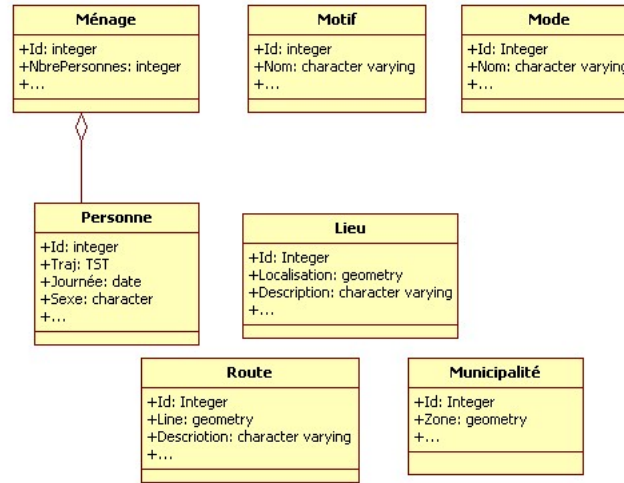 Ménage
+Id: integer
+NbrePersonnes: integer
+...
Motif
+Id: integer
+Nom: character varying
+...
Mode
+Id: Integer
+Nom: character varying
+...
Personne
+Id: integer
+Traj: TST
+Journée: date
+Sexe: character
+...
Lieu
+Id: Integer
+Localisation: geometry
+Description: character varying
+...
Route
+Id: Integer
+Line: geometry
+Descriotion: character varying
+...
Municipalité
+Id: Integer
+Zone: geometry
+...